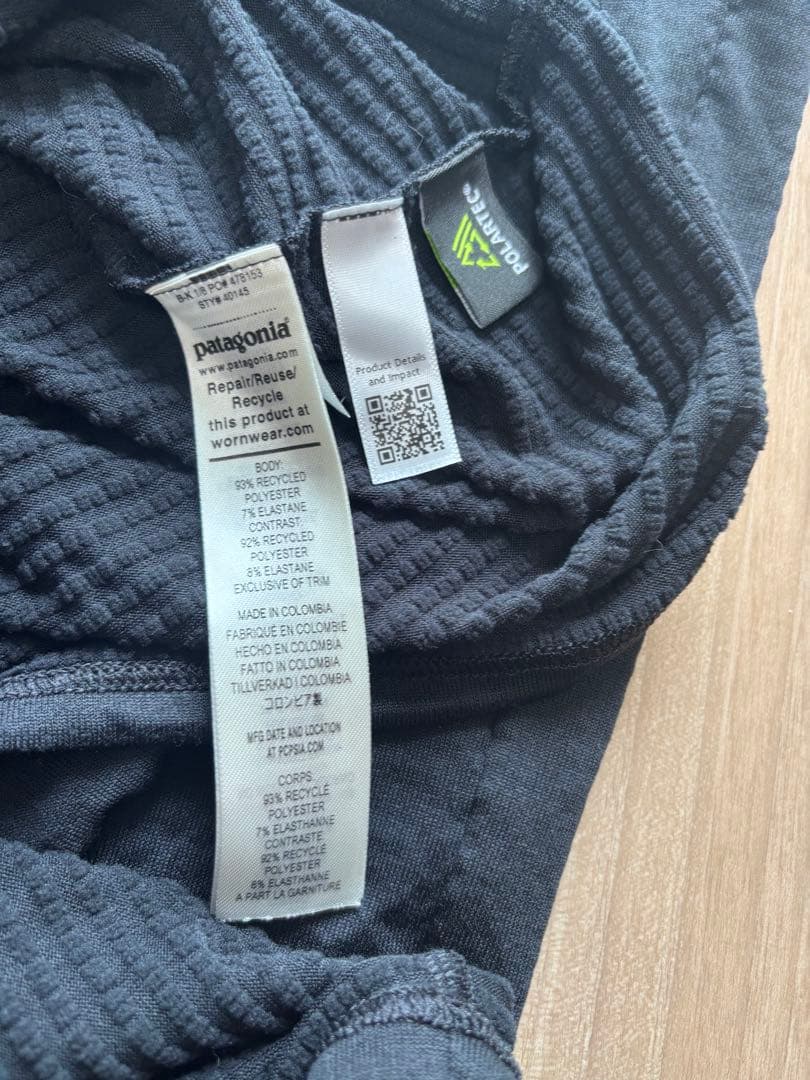 B-K 1/8 PO# 478153
STY# 40145
patagonia®
www.patagonia.com
Repair/Reuse/
Recycle
this product at
wornwear.com
BODY:
93% RECYCLED
POLYESTER
7% ELASTANE
CONTRAST:
92% RECYCLED
POLYESTER
8% ELASTANE
EXCLUSIVE OF TRIM
MADE IN COLOMBIA
FABRIQUÉ EN COLOMBIE
HECHO EN COLOMBIA
FATTO IN COLOMBIA
TILLVERKAD I COLOMBIA
コロンビア製
MFG DATE AND LOCATION
AT PCPSIA.COM
CORPS:
93% RECYCLÉ
POLYESTER
7% ELASTHANNE
CONTRASTE:
92% RECYCLÉ
POLYESTER
8% ELASTHANNE
A PART LA GARNITURE
Product Details
and Impact
POLARTEC®